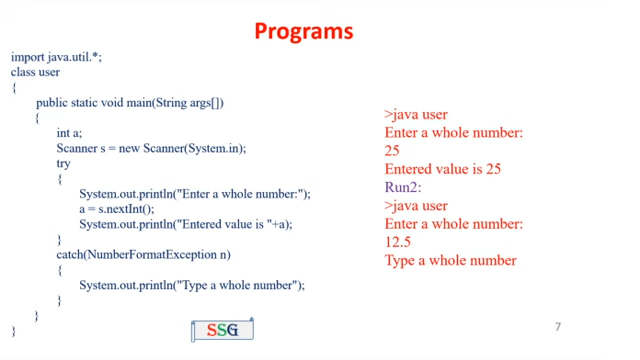 Programs
import java.util.*;
class user
{
public static void main(String args[])
{
int a;
Scanner s = new Scanner(System.in);
try
{
System.out.println("Enter a whole number:");
a = s.nextInt();
System.out.println("Entered value is "+a);
}
catch(NumberFormatException n)
{
System.out.println("Type a whole number");
}
}
}
>java user
Enter a whole number:
25
Entered value is 25
Run2:
>java user
Enter a whole number:
12.5
Type a whole number
SSG
7